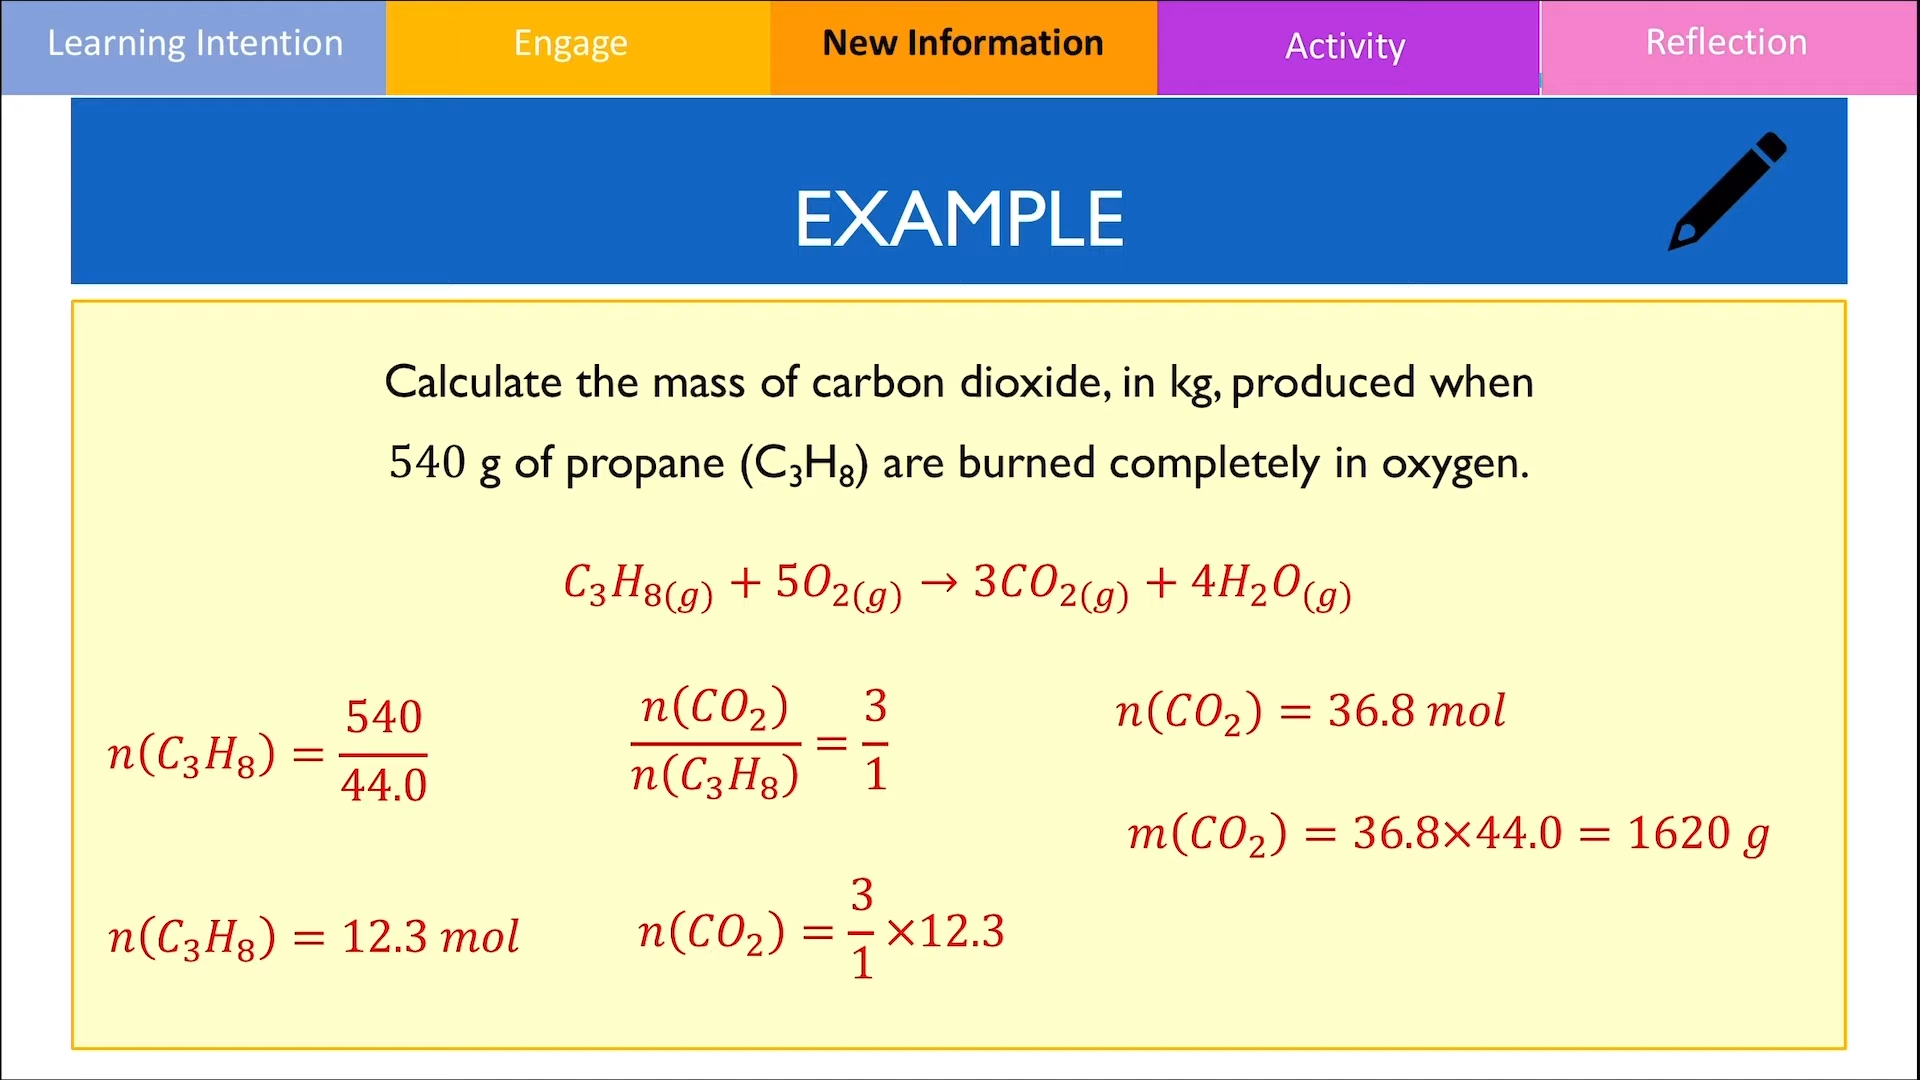 Learning Intention
Engage
New Information
Activity
Reflection
EXAMPLE
Calculate the mass of carbon dioxide, in kg, produced when
540 g of propane (C₃H₈) are burned completely in oxygen.
C₃H₈(g) + 5O₂(g) → 3CO₂(g) + 4H₂O(g)
n(C₃H₈) = 540/44.0
n(C₃H₈) = 12.3 mol
n(CO₂)/n(C₃H₈) = 3/1
n(CO₂) = 3/1 ×12.3
n(CO₂) = 36.8 mol
m(CO₂) = 36.8×44.0 = 1620 g